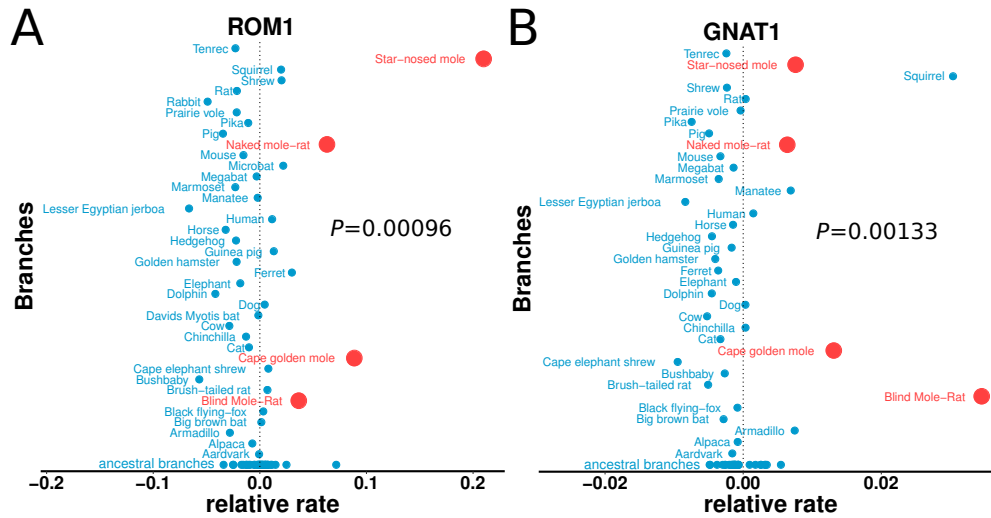 A
ROM1
Tenrec
Star-nosed mole
Squirrel
Shrew
Rat
Rabbit
Prairie vole
Pika
Pig
Naked mole-rat
Mouse
Microbat
Megabat
Marmoset
Manatee
Lesser Egyptian jerboa
Human
Horse
Hedgehog
Guinea pig
Golden hamster
Ferret
Elephant
Dolphin
Dog
Davids Myotis bat
Cow
Chinchilla
Cat
Cape golden mole
Cape elephant shrew
Bushbaby
Brush-tailed rat
Blind Mole-Rat
Black flying-fox
Big brown bat
Armadillo
Alpaca
Aardvark
ancestral branches
P=0.00096
Branches
−0.2 −0.1 0.0 0.1 0.2
relative rate
B
GNAT1
Tenrec
Star-nosed mole
Squirrel
Shrew
Rat
Prairie vole
Pika
Pig
Naked mole-rat
Mouse
Megabat
Marmoset
Manatee
Lesser Egyptian jerboa
Human
Horse
Hedgehog
Guinea pig
Golden hamster
Ferret
Elephant
Dolphin
Dog
Cow
Chinchilla
Cat
Cape golden mole
Cape elephant shrew
Bushbaby
Brush-tailed rat
Blind Mole-Rat
Black flying-fox
Big brown bat
Armadillo
Alpaca
Aardvark
ancestral branches
P=0.00133
Branches
−0.02 0.00 0.02
relative rate